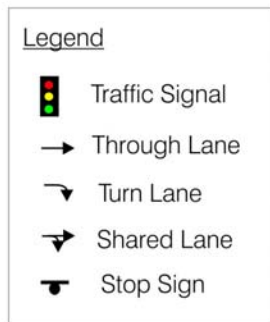 Legend
Traffic Signal
Through Lane
Turn Lane
Shared Lane
Stop Sign